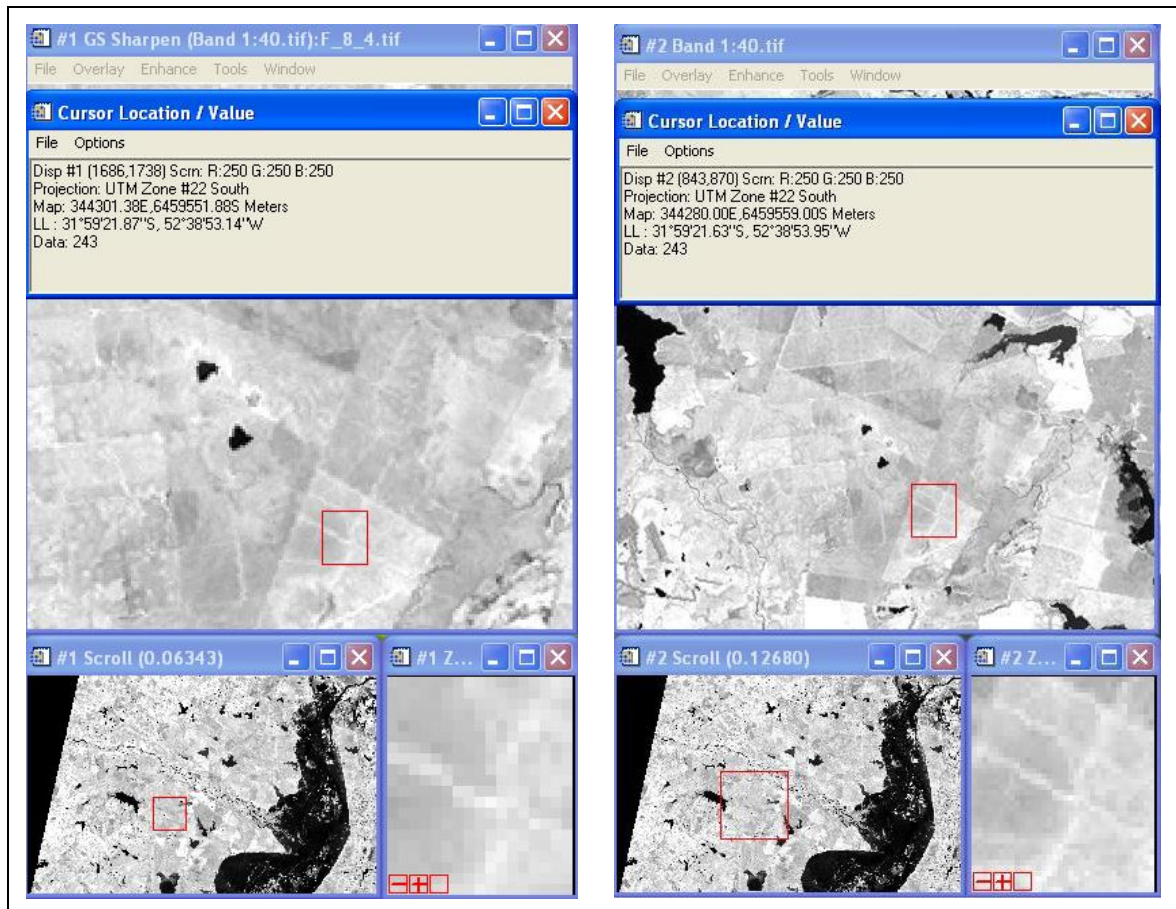 #1 GS Sharpen (Band 1:40.tif):F_8_4.tif
File Overlay Enhance Tools Window
Cursor Location / Value
File Options
Disp #1 (1686,1738) Scrn: R:250 G:250 B:250
Projection: UTM Zone #22 South
Map: 344301.38E,6459551.88S Meters
LL : 31°59'21.87"S, 52°38'53.14"W
Data: 243
#1 Scroll (0.06343)
#1 Z...
#2 Band 1:40.tif
File Overlay Enhance Tools Window
Cursor Location / Value
File Options
Disp #2 (843,870) Scrn: R:250 G:250 B:250
Projection: UTM Zone #22 South
Map: 344280.00E,6459559.00S Meters
LL : 31°59'21.63"S, 52°38'53.95"W
Data: 243
#2 Scroll (0.12680)
#2 Z...